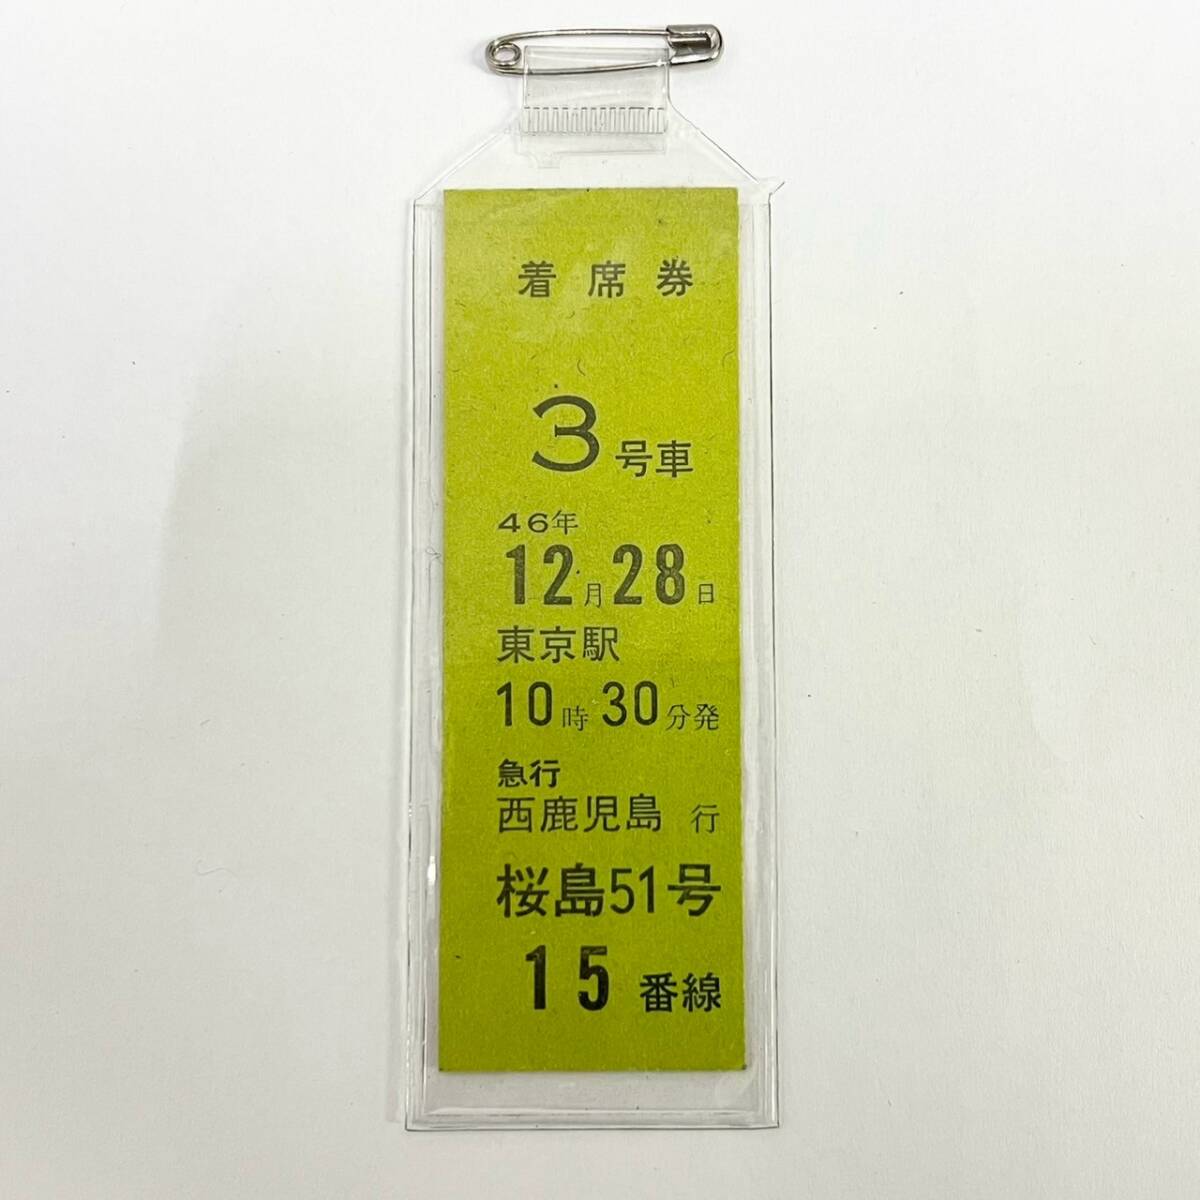 着席券
3号車
46年
12月28日
東京駅
10時30分発
急行
西鹿児島 行
桜島51号
15番線